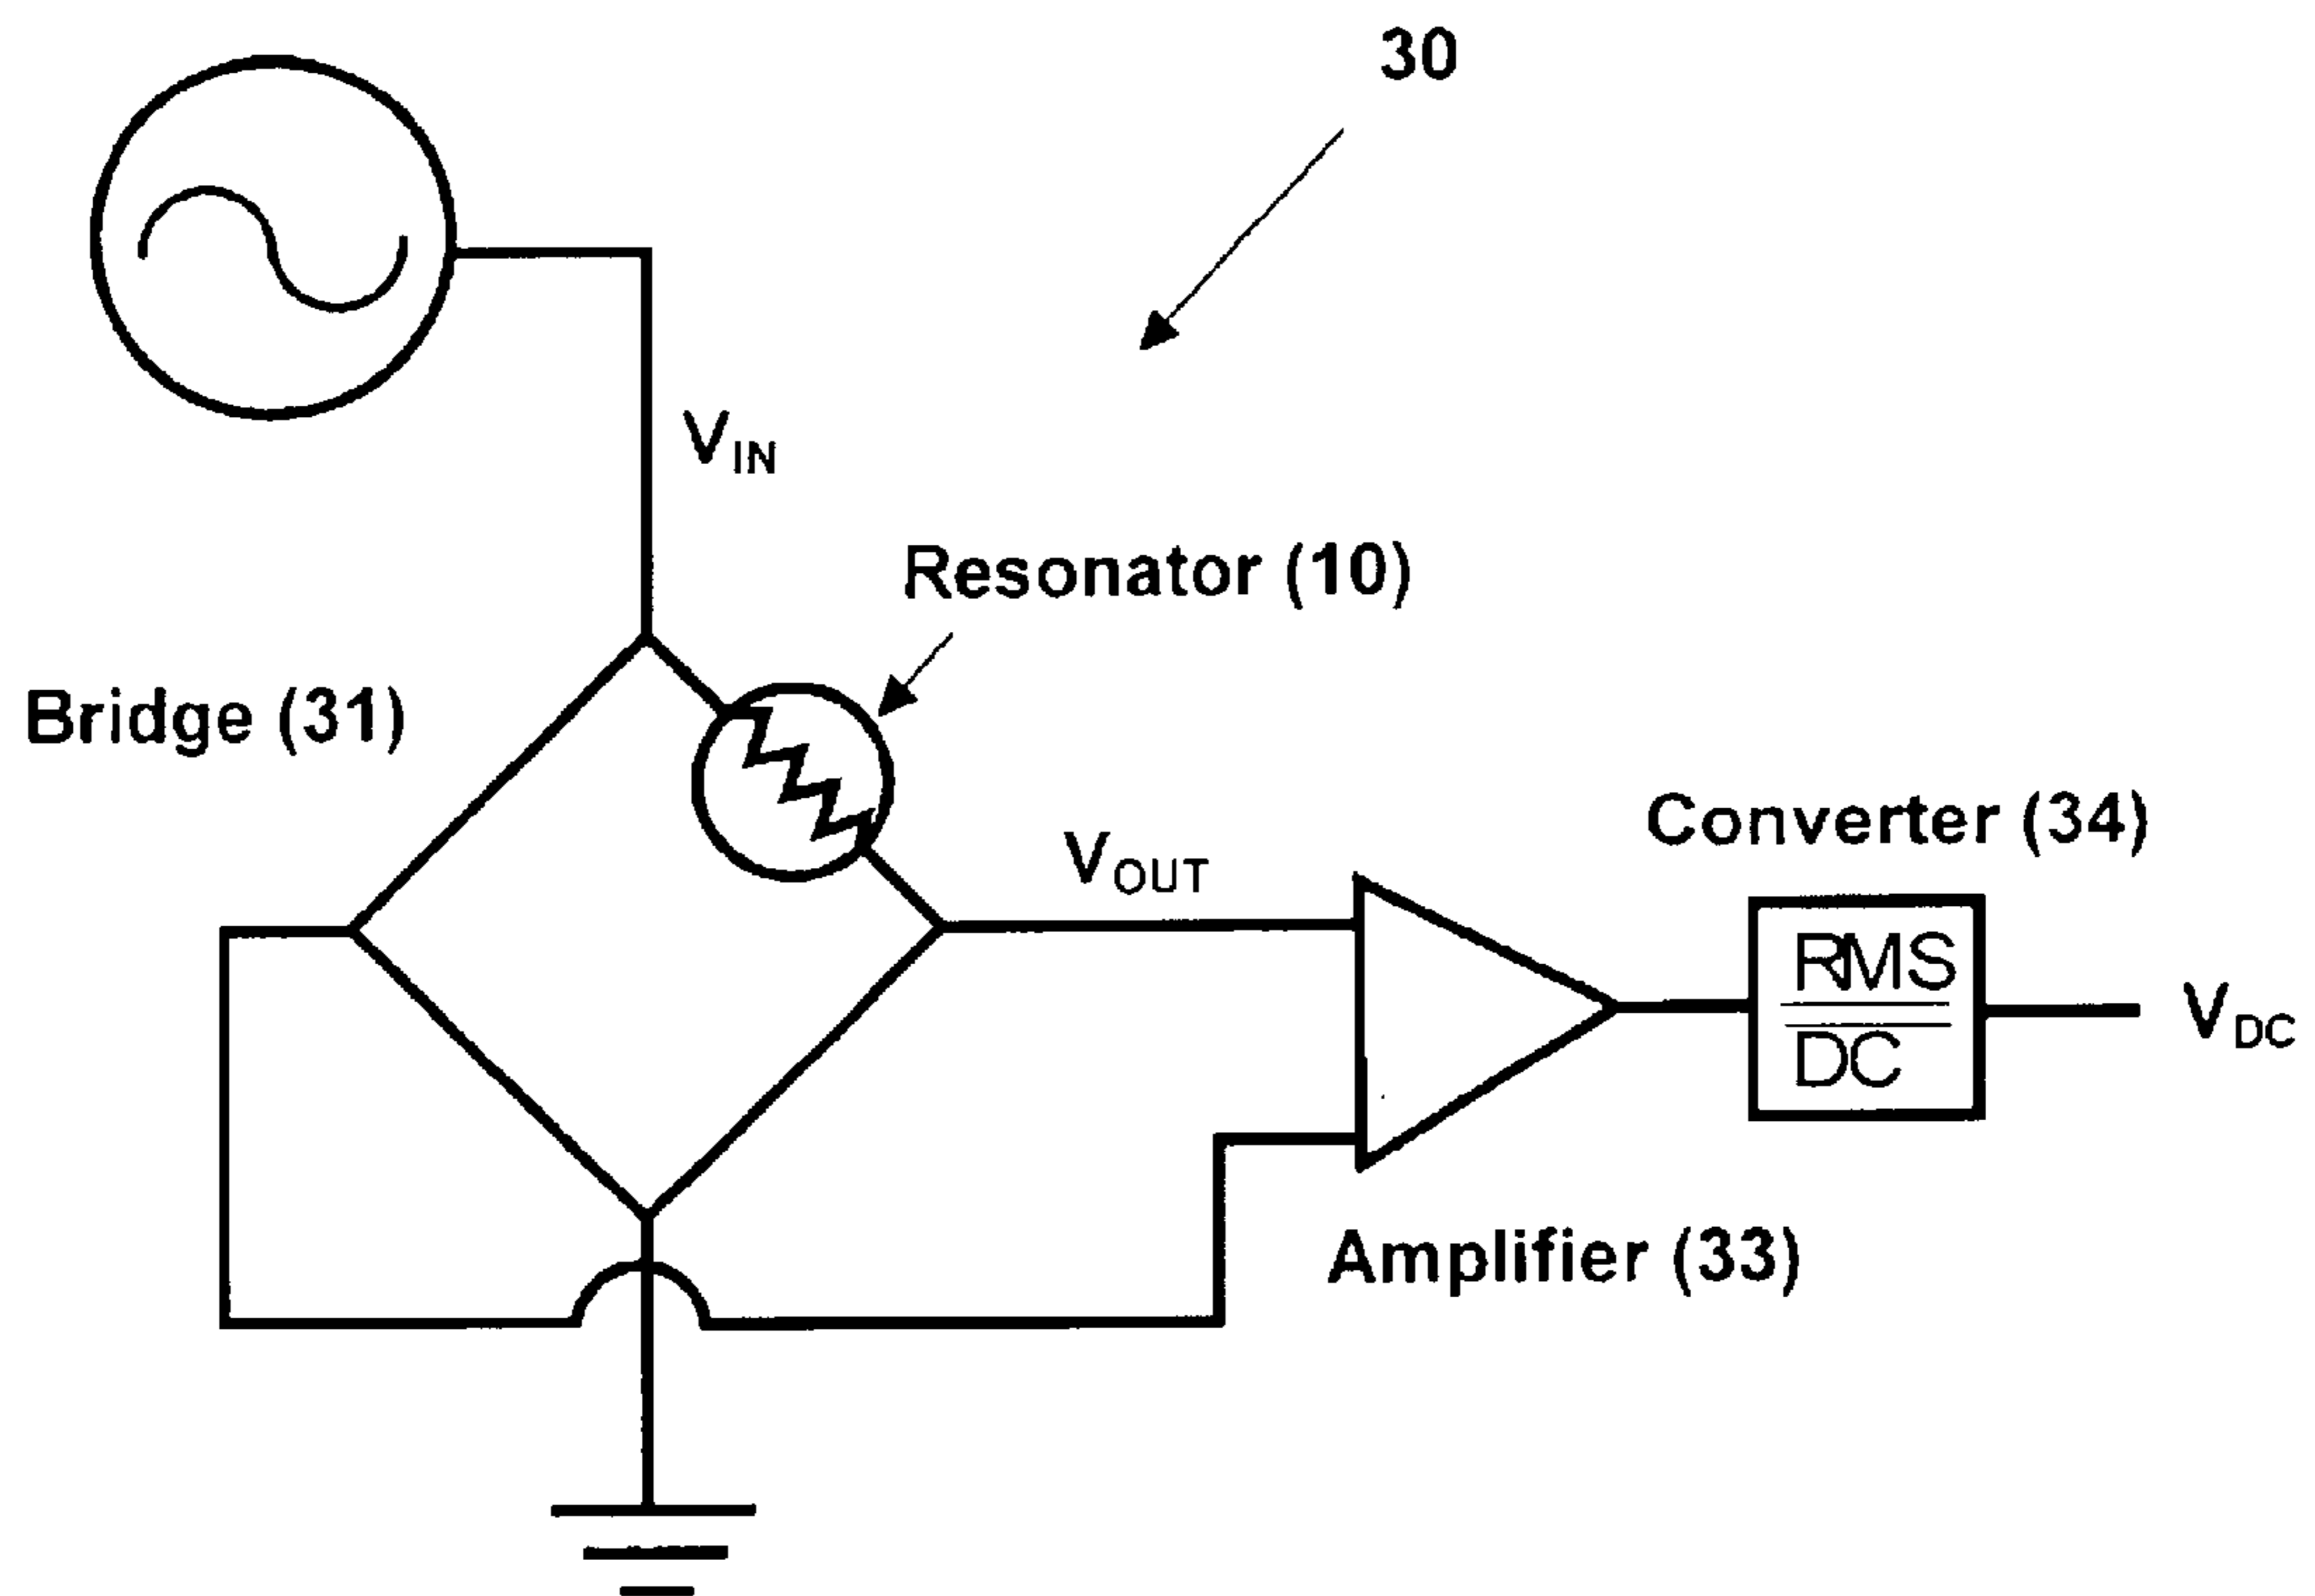 30
VIN
Resonator (10)
Bridge (31)
Converter (34)
VOUT
RMS
DC
VDC
Amplifier (33)